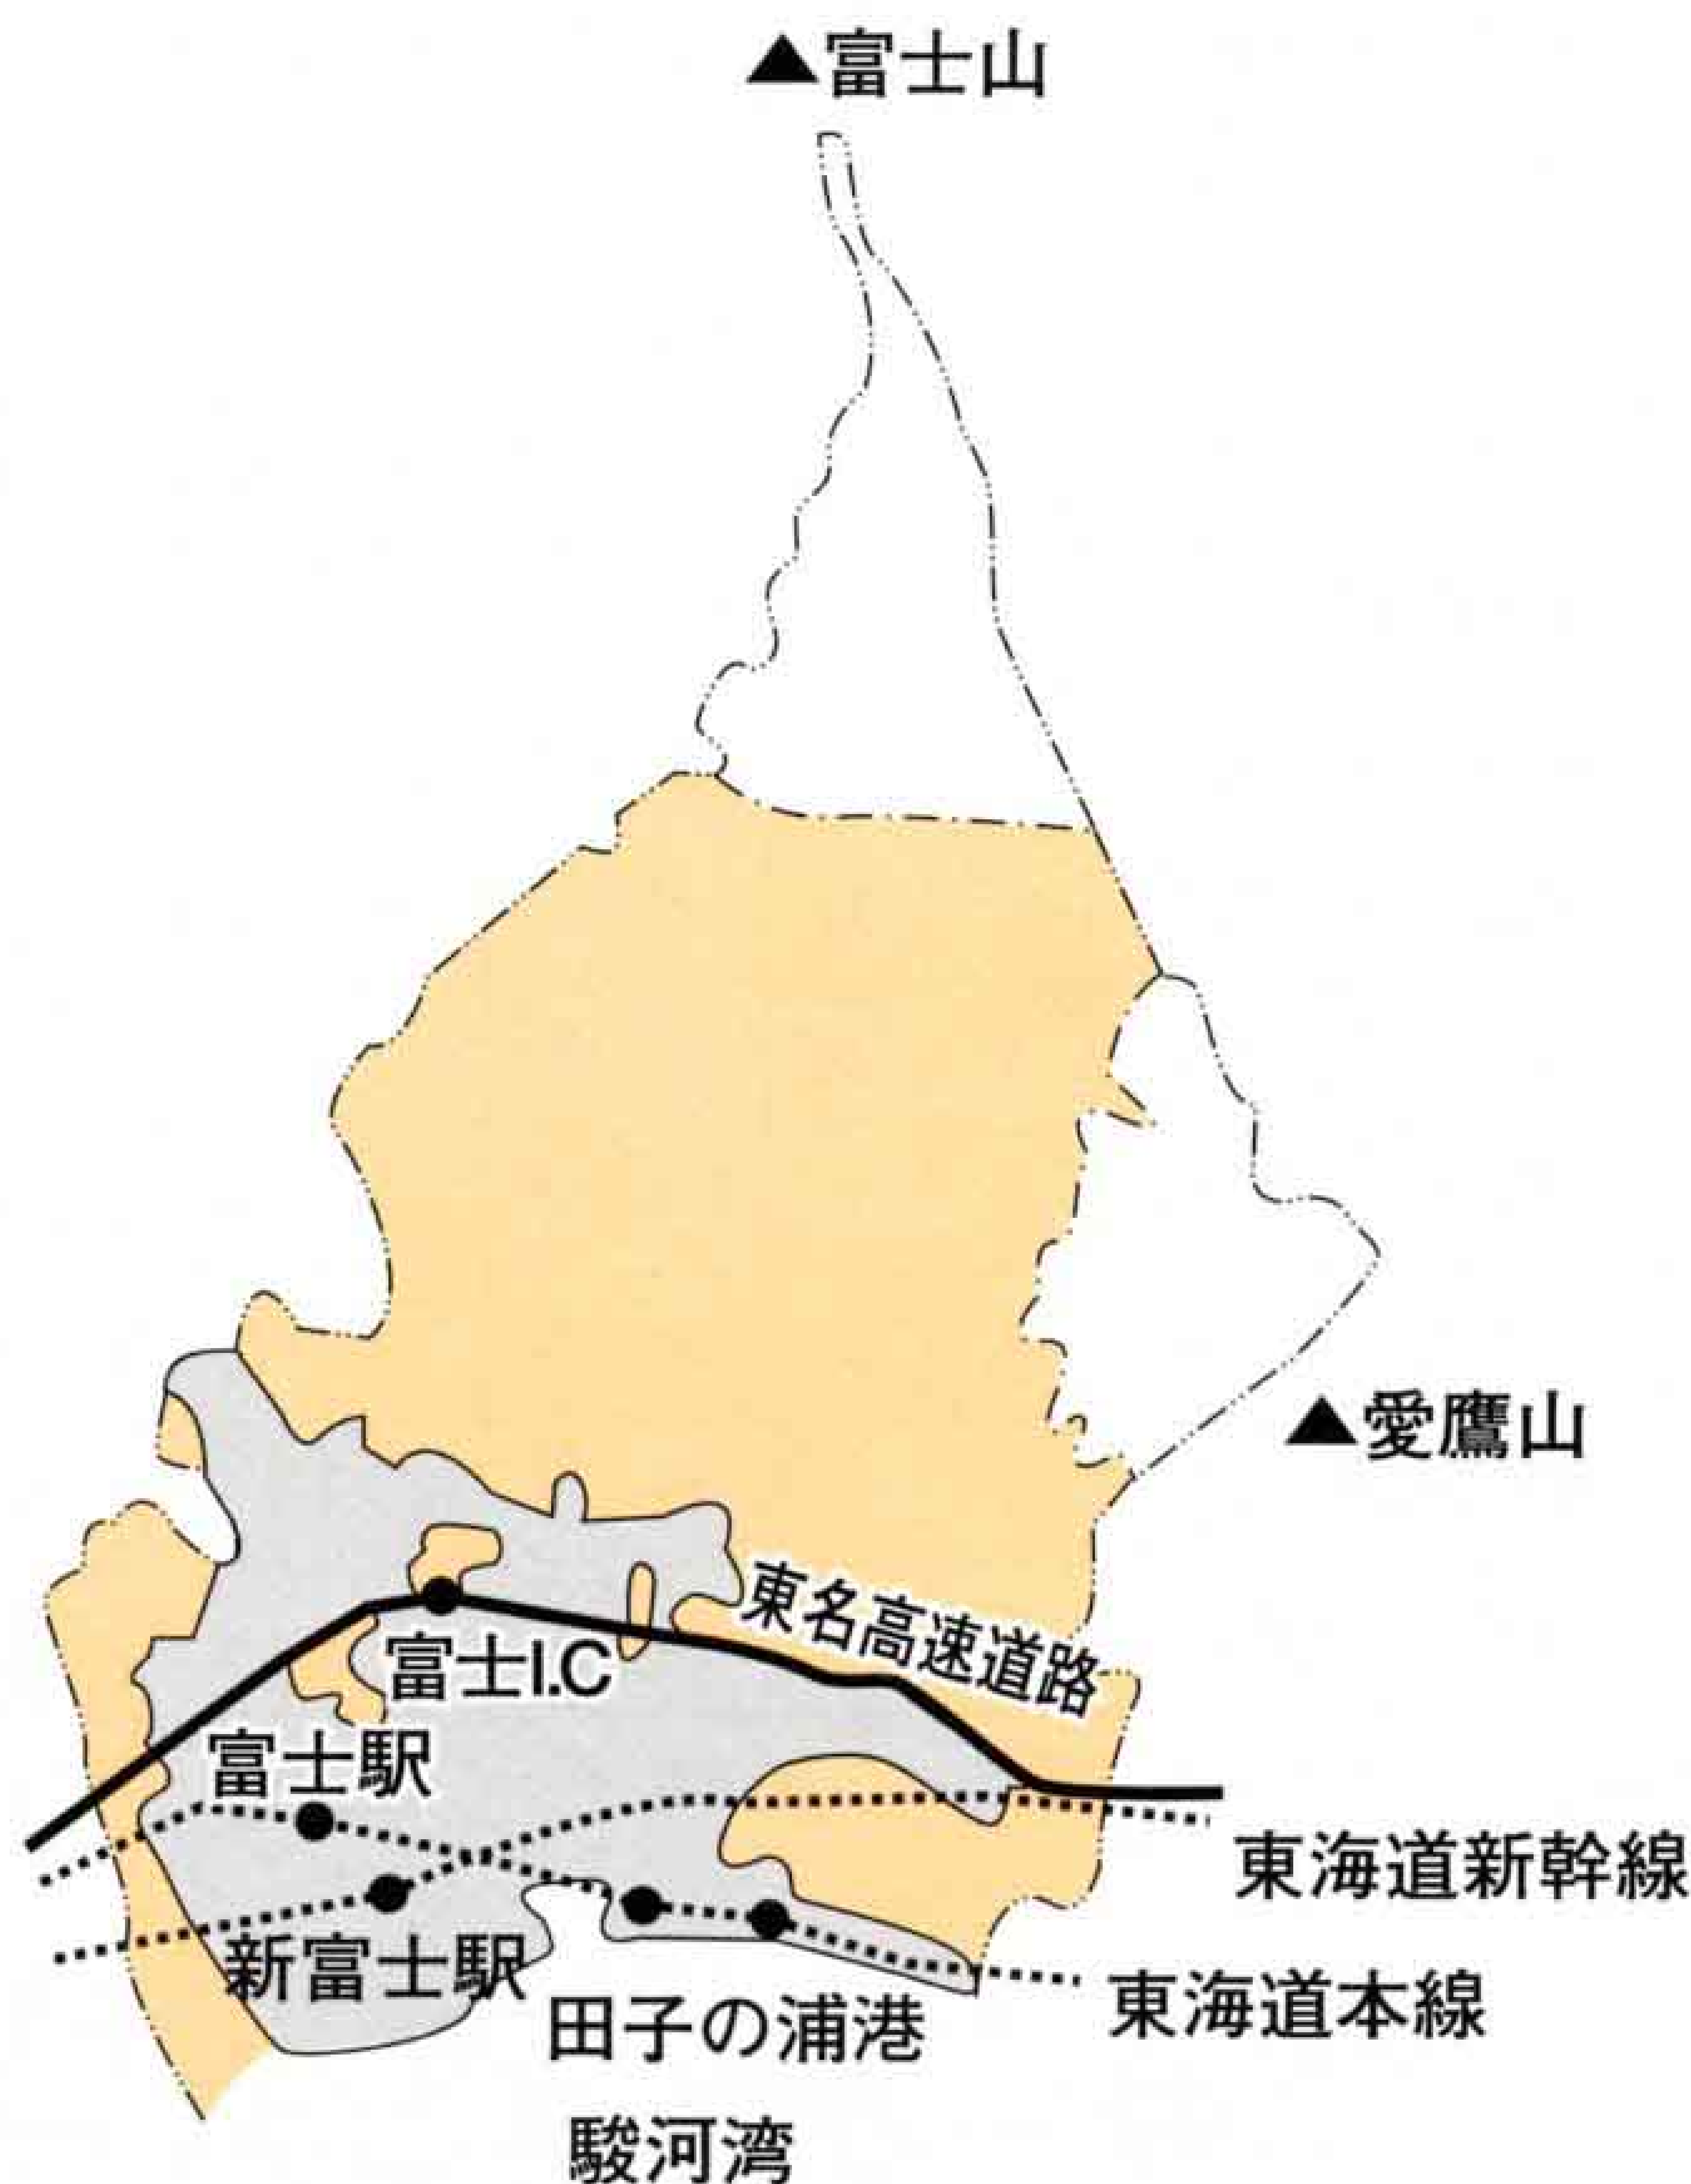 ▲富士山
▲愛鷹山
東名高速道路
富士I.C
富士駅
東海道新幹線
新富士駅
東海道本線
田子の浦港
駿河湾